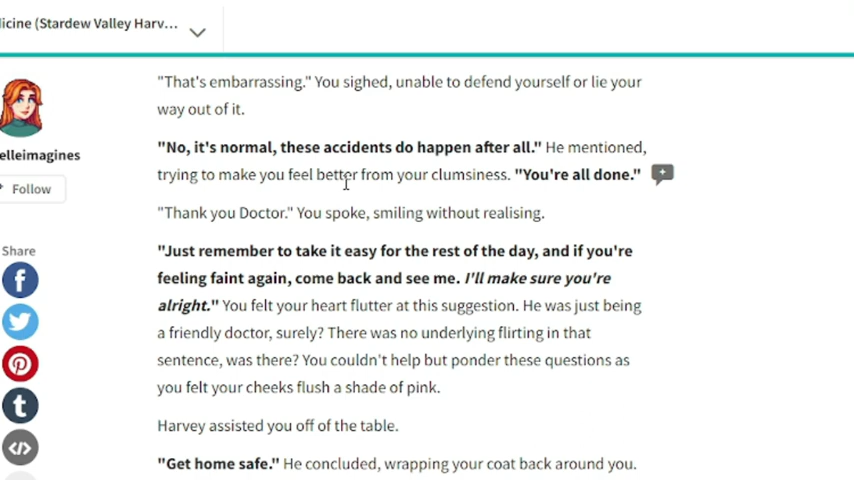 icine (Stardew Valley Harv...
"That's embarrassing." You sighed, unable to defend yourself or lie your
way out of it.
"No, it's normal, these accidents do happen after all." He mentioned,
trying to make you feel better from your clumsiness. "You're all done."
"Thank you Doctor." You spoke, smiling without realising.
"Just remember to take it easy for the rest of the day, and if you're
feeling faint again, come back and see me. I'll make sure you're
alright." You felt your heart flutter at this suggestion. He was just being
a friendly doctor, surely? There was no underlying flirting in that
sentence, was there? You couldn't help but ponder these questions as
you felt your cheeks flush a shade of pink.
Harvey assisted you off of the table.
"Get home safe." He concluded, wrapping your coat back around you.
elleimagines
Follow
Share